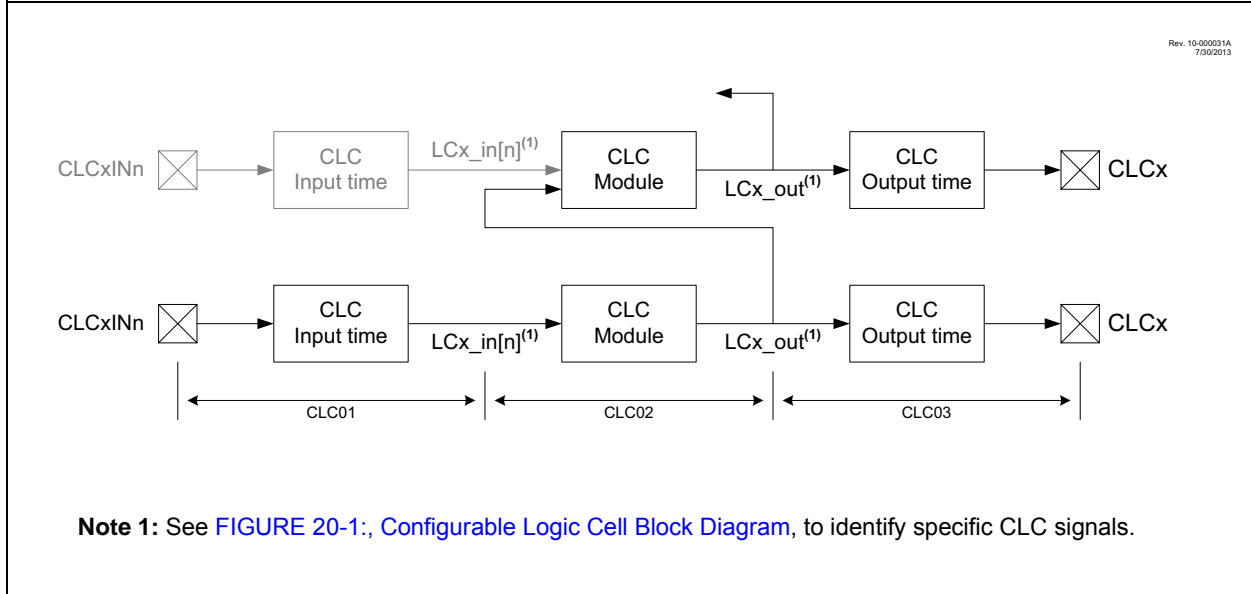 Rev. 10-000031A
7/30/2013
CLCxINn
CLC
Input time
LCx_in[n](1)
CLC
Module
LCx_out(1)
CLC
Output time
CLCx
CLCxINn
CLC
Input time
LCx_in[n](1)
CLC
Module
LCx_out(1)
CLC
Output time
CLCx
CLC01
CLC02
CLC03
Note 1: See FIGURE 20-1:, Configurable Logic Cell Block Diagram, to identify specific CLC signals.